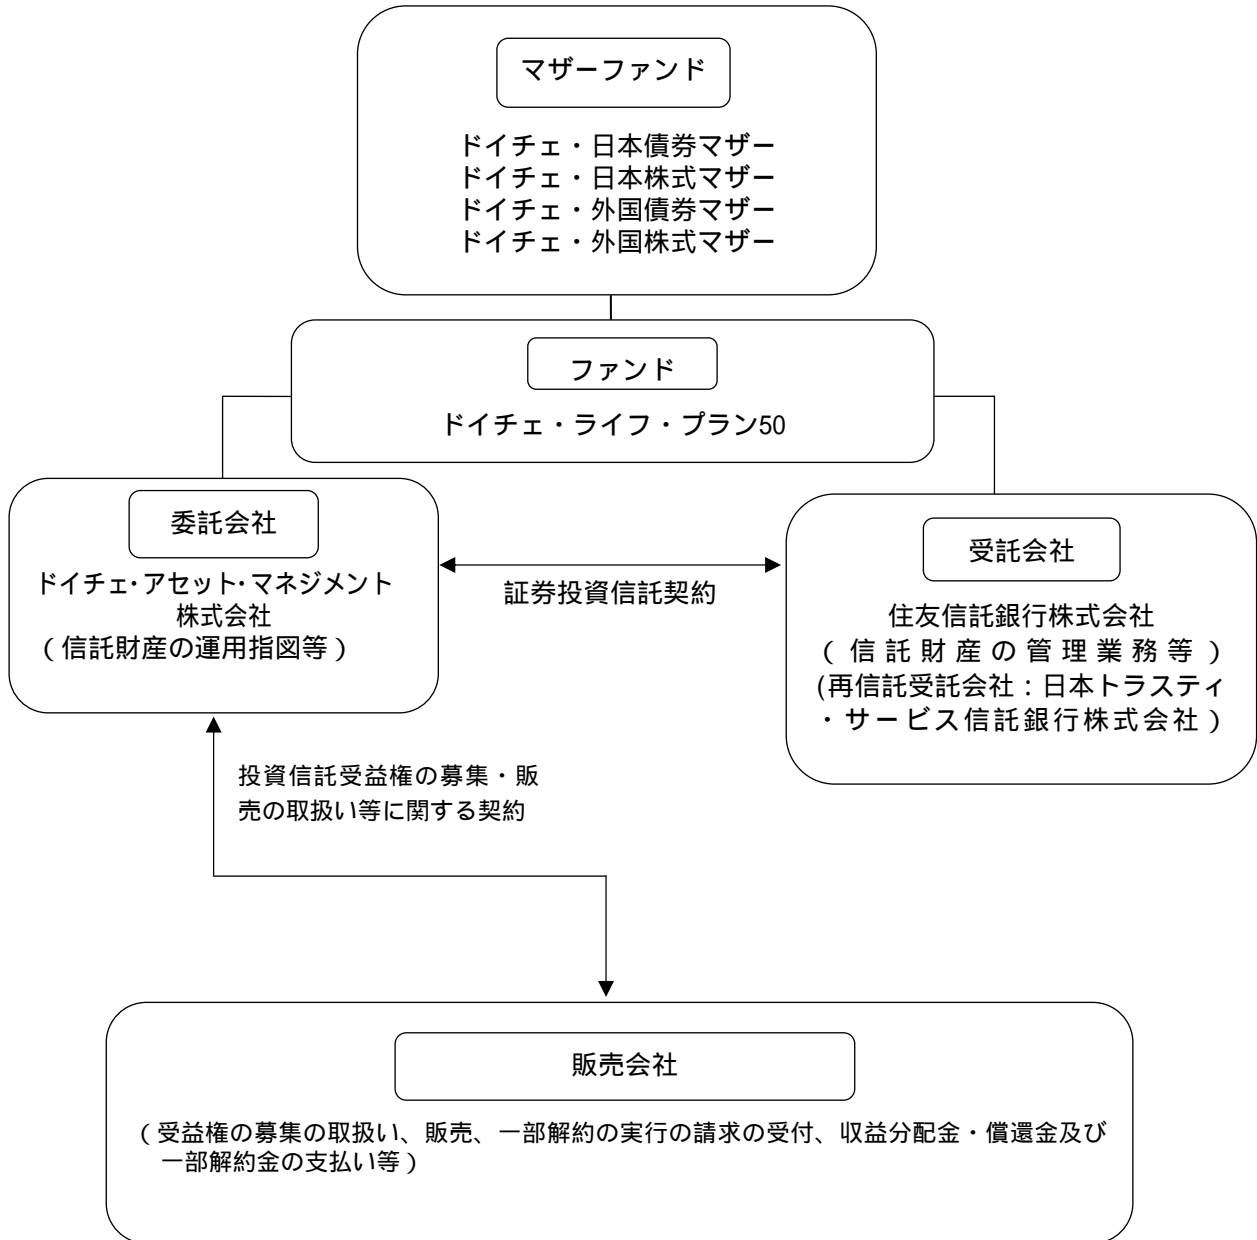 マザーファンド
ドイチェ・日本債券マザー
ドイチェ・日本株式マザー
ドイチェ・外国債券マザー
ドイチェ・外国株式マザー
ファンド
ドイチェ・ライフ・プラン50
委託会社
ドイチェ・アセット・マネジメント
株式会社
(信託財産の運用指図等)
証券投資信託契約
受託会社
住友信託銀行株式会社
(信託財産の管理業務等)
(再信託受託会社:日本トラスティ
・サービス信託銀行株式会社)
投資信託受益権の募集・販
売の取扱い等に関する契約
販売会社
(受益権の募集の取扱い、販売、一部解約の実行の請求の受付、収益分配金・償還金及び
一部解約金の支払い等)